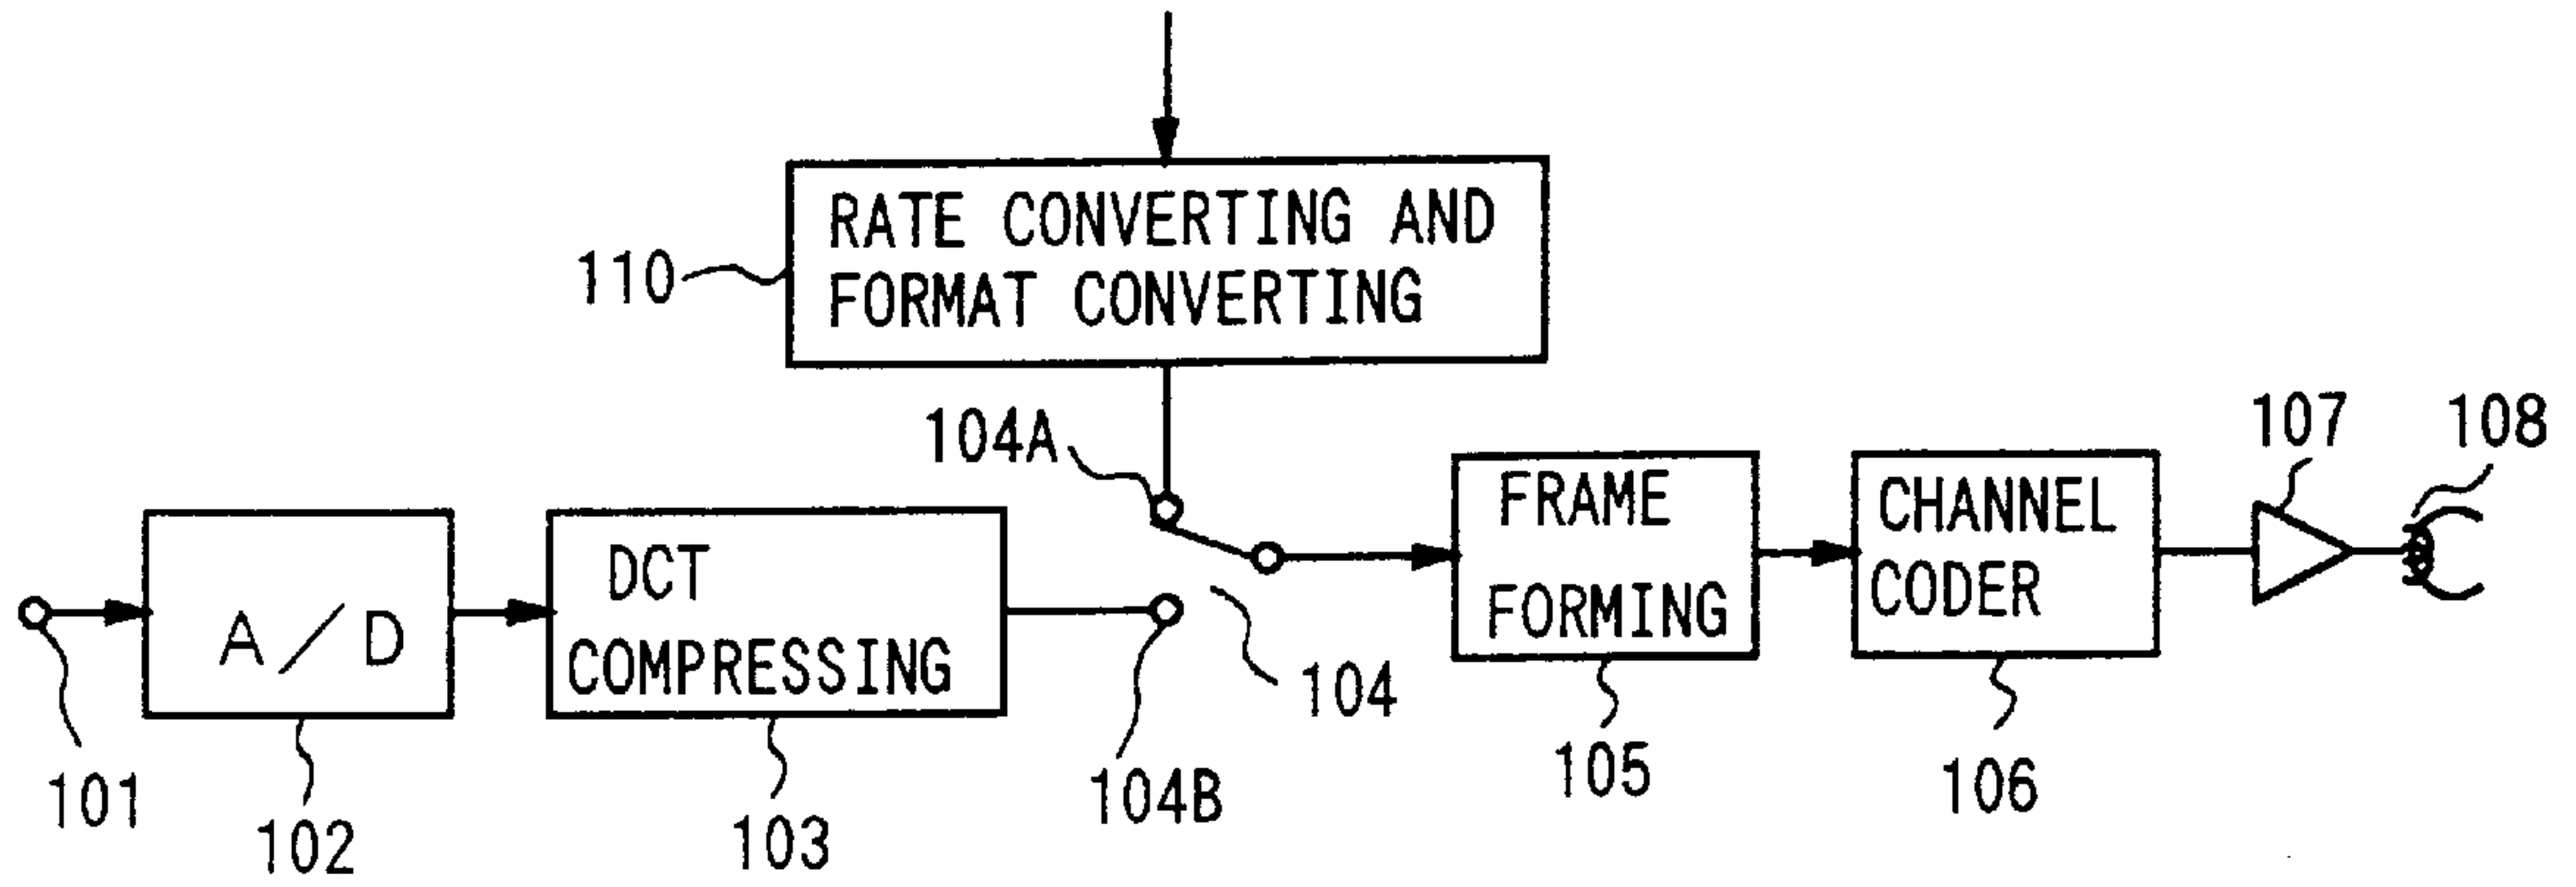 RATE CONVERTING AND
FORMAT CONVERTING
110
104A
107
108
FRAME
FORMING
CHANNEL
CODER
DCT
COMPRESSING
A/D
104
101
102
103
104B
105
106